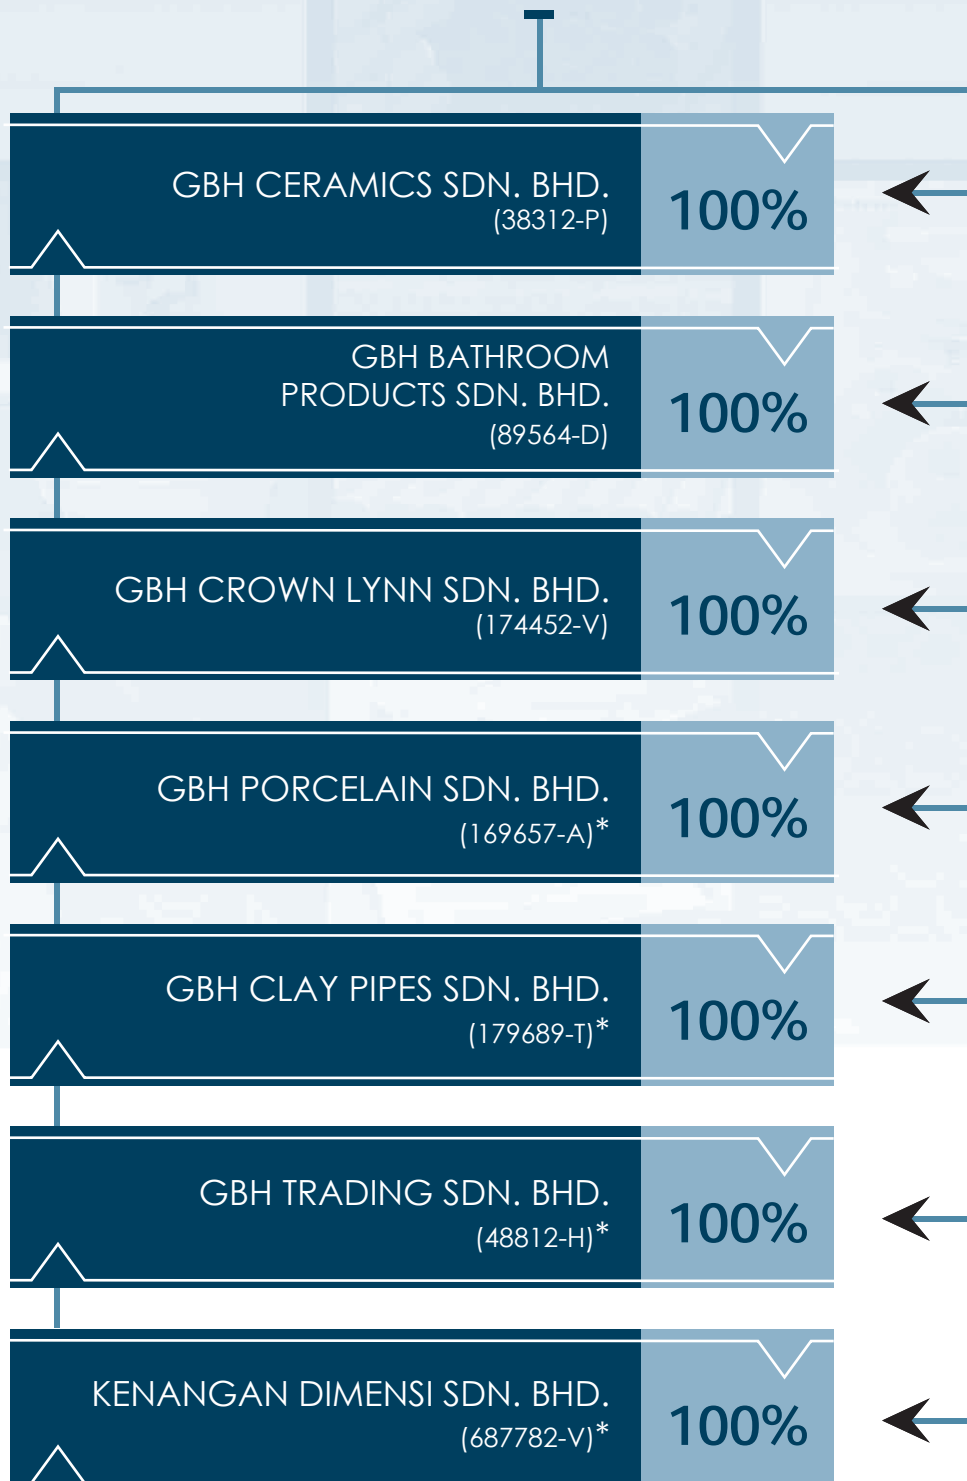 GBH CERAMICS SDN. BHD.
(38312-P)
100%
GBH BATHROOM
PRODUCTS SDN. BHD.
(89564-D)
100%
GBH CROWN LYNN SDN. BHD.
(174452-V)
100%
GBH PORCELAIN SDN. BHD.
(169657-A)*
100%
GBH CLAY PIPES SDN. BHD.
(179689-T)*
100%
GBH TRADING SDN. BHD.
(48812-H)*
100%
KENANGAN DIMENSI SDN. BHD.
(687782-V)*
100%